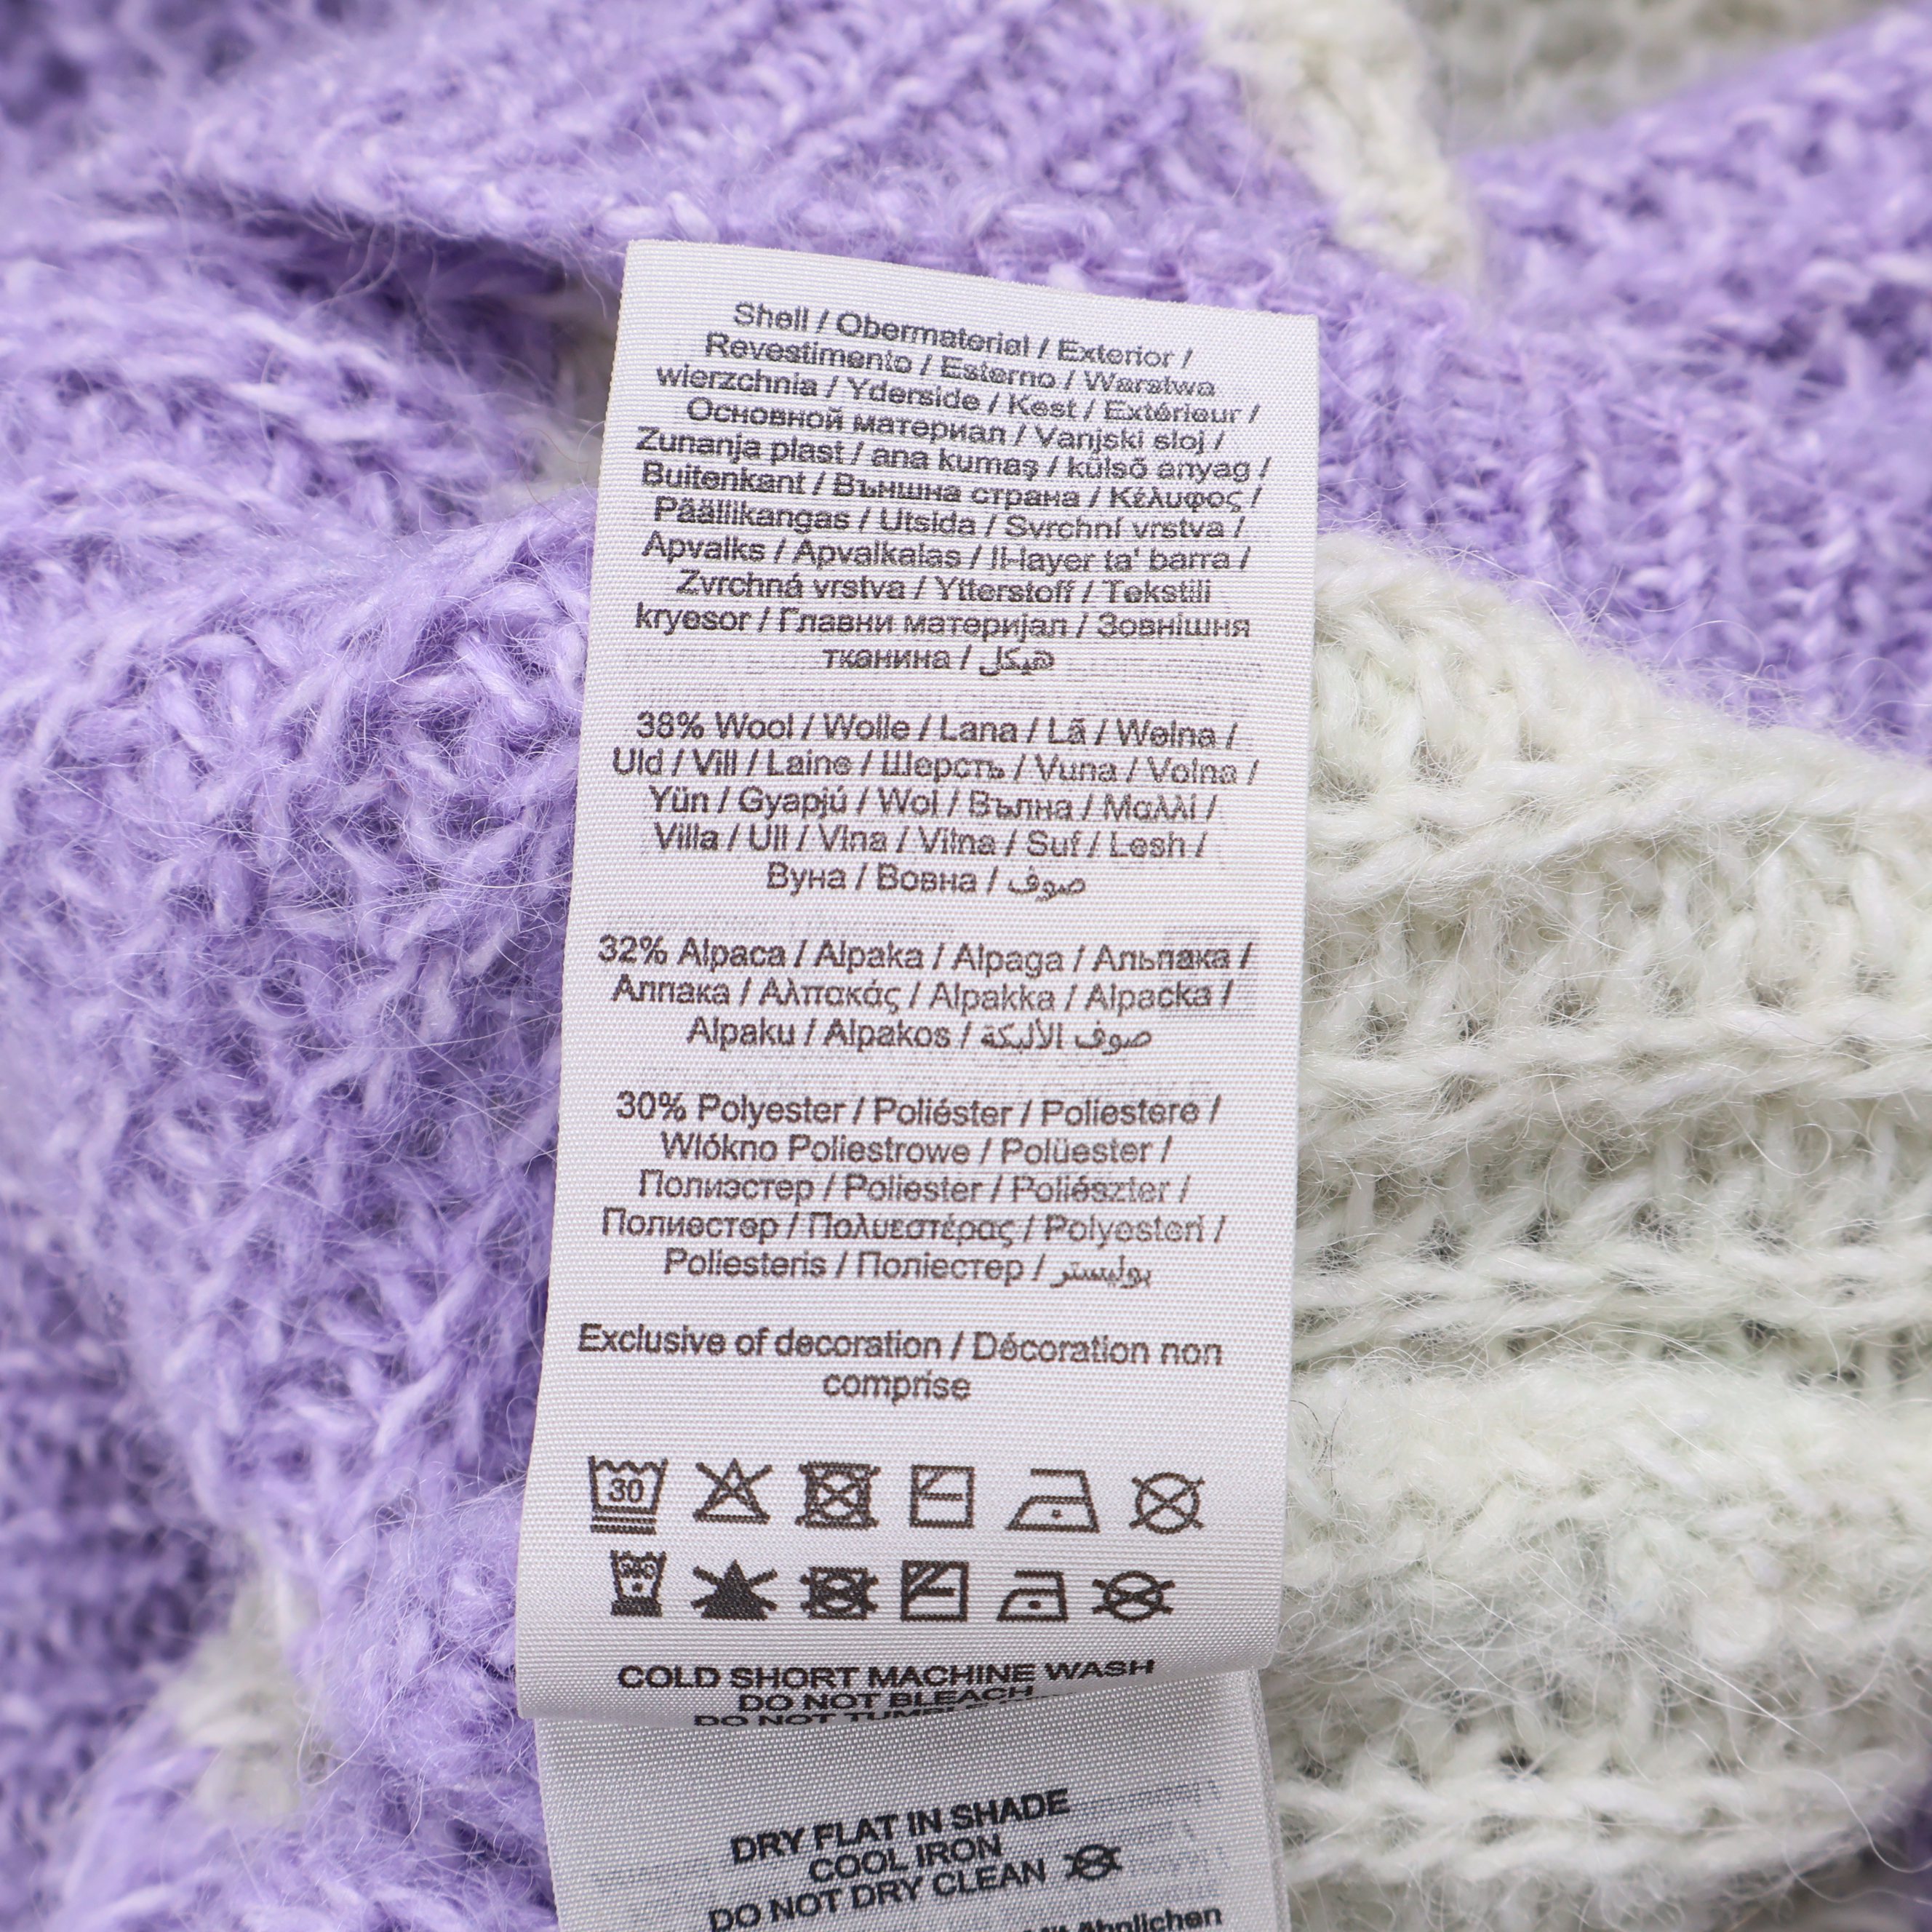 Shell / Obermaterial / Exterior /
Revestimento / Esterno / Warstwa
wierzchnia / Yderside / Kest / Extérieur /
Основной материал / Vanjski sloj /
Zunanja plast / ana kumaş / külső anyag /
Buitenkant / Външна страна / Κέλυφος /
Päällikangas / Utsida / Svrchní vrstva /
Apvalks / Apvalkalas / Il-layer ta' barra /
Zvrchná vrstva / Ytterstoff / Tekstili
kryesor / Главни материјал / Зовнішня
тканина / هيكل
38% Wool / Wolle / Lana / Lã / Wełna /
Uld / Vill / Laine / Шерсть / Vuna / Volna /
Yün / Gyapjú / Wol / Вълна / Μαλλί /
Villa / Ull / Vlna / Vilna / Suf / Lesh /
Вуна / Вовна / صوف
32% Alpaca / Alpaka / Alpaga / Альпака /
Алпака / Αλπακάς / Alpakka / Alpacka /
Alpaku / Alpakos / صوف الألبكة
30% Polyester / Poliéster / Poliestere /
Włókno Poliestrowe / Polüester /
Полиэстер / Poliester / Poliészter /
Полиестер / Πολυεστέρας / Polyesteri /
Poliesteris / Поліестер / بوليستر
Exclusive of decoration / Décoration non
comprise
30
COLD SHORT MACHINE WASH
DO NOT BLEACH
DO NOT TUMBLE
DRY FLAT IN SHADE
COOL IRON
DO NOT DRY CLEAN
Mit Ähnlichen